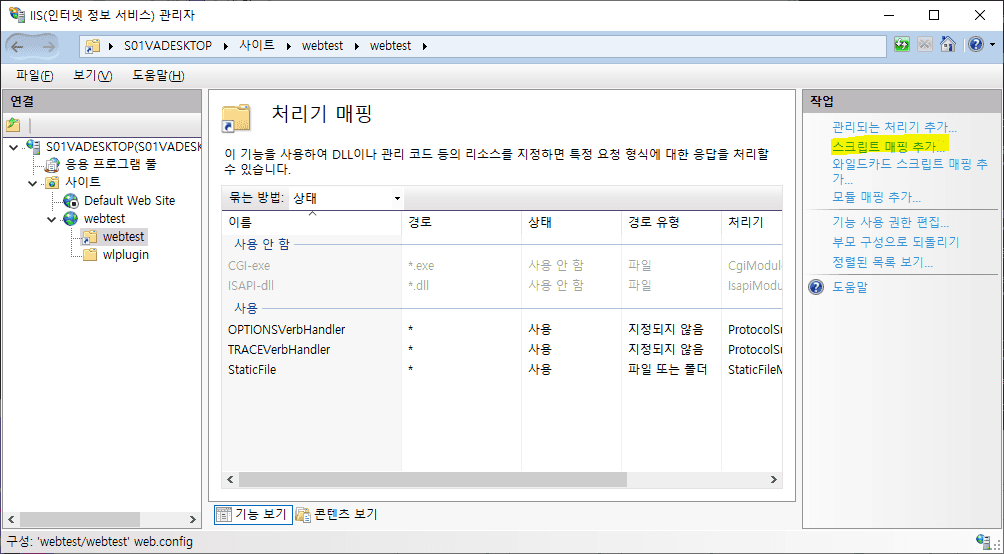 IIS(인터넷 정보 서비스) 관리자
S01VADESKTOP 사이트 webtest webtest
파일(F) 보기(V) 도움말(H)
연결
S01VADESKTOP(S01VADESK
응용 프로그램 풀
사이트
Default Web Site
webtest
webtest
wlplugin
처리기 매핑
이 기능을 사용하여 DLL이나 관리 코드 등의 리소스를 지정하면 특정 요청 형식에 대한 응답을 처리할
수 있습니다.
묶는 방법: 상태
이름 경로 상태 경로 유형 처리기
사용 안 함
CGI-exe *.exe 사용 안 함 파일 CgiModul
ISAPI-dll *.dll 사용 안 함 파일 IsapiModu
사용
OPTIONSVerbHandler * 사용 지정되지 않음 ProtocolSu
TRACEVerbHandler * 사용 지정되지 않음 ProtocolSu
StaticFile * 사용 파일 또는 폴더 StaticFileM
기능 보기 콘텐츠 보기
작업
관리되는 처리기 추가...
스크립트 매핑 추가...
와일드카드 스크립트 매핑 추
가...
모듈 매핑 추가...
기능 사용 권한 편집...
부모 구성으로 되돌리기
정렬된 목록 보기...
도움말
구성: 'webtest/webtest' web.config